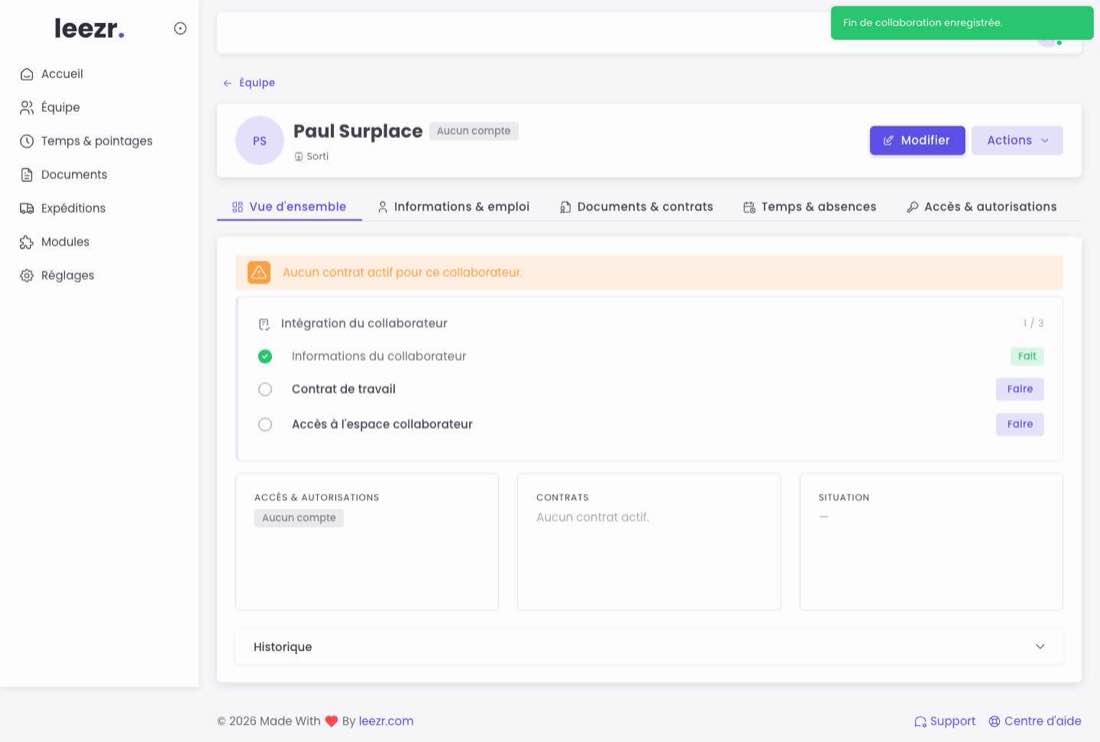 leezr.
Accueil
Équipe
Temps & pointages
Documents
Expéditions
Modules
Réglages
Fin de collaboration enregistrée.
← Équipe
PS
Paul Surplace
Aucun compte
Sorti
Modifier
Actions
Vue d'ensemble
Informations & emploi
Documents & contrats
Temps & absences
Accès & autorisations
Aucun contrat actif pour ce collaborateur.
Intégration du collaborateur
1 / 3
Informations du collaborateur
Fait
Contrat de travail
Faire
Accès à l'espace collaborateur
Faire
ACCÈS & AUTORISATIONS
Aucun compte
CONTRATS
Aucun contrat actif.
SITUATION
—
Historique
© 2026 Made With ❤ By leezr.com
Support
Centre d'aide